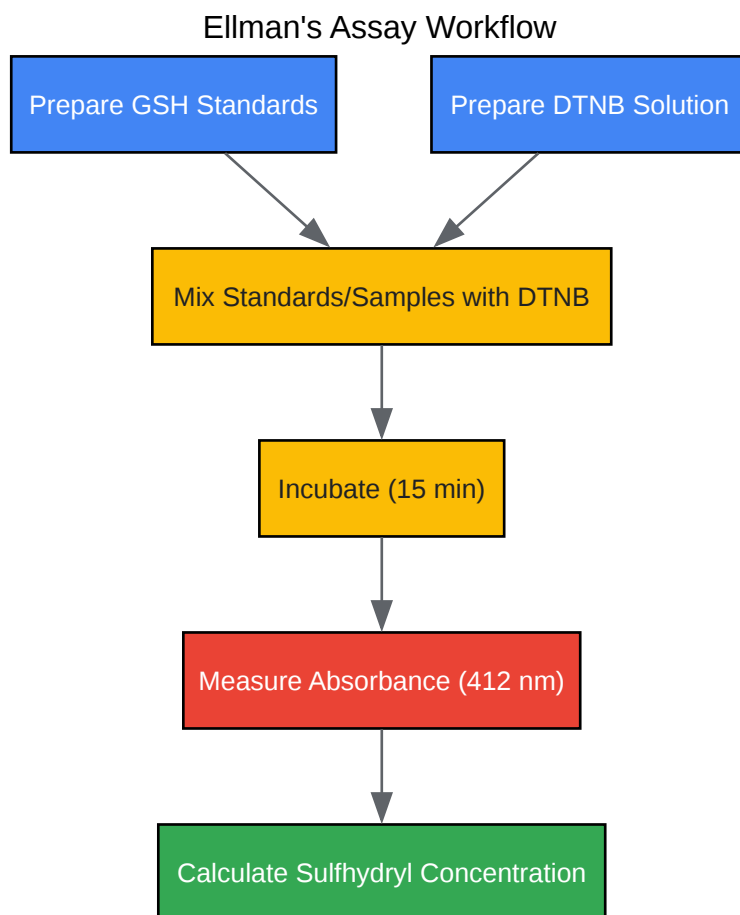 Ellman's Assay Workflow
Prepare GSH Standards
Prepare DTNB Solution
Mix Standards/Samples with DTNB
Incubate (15 min)
Measure Absorbance (412 nm)
Calculate Sulfhydryl Concentration